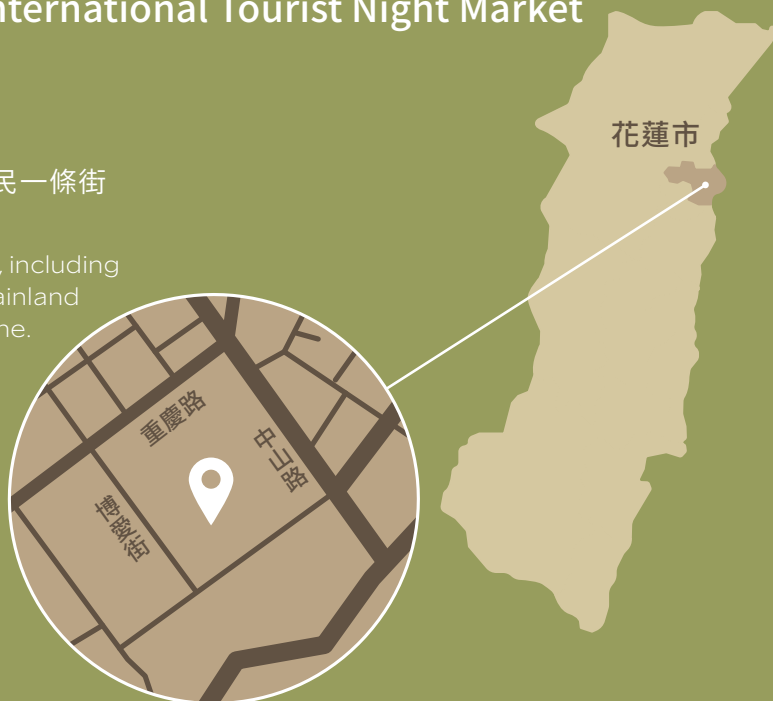 nternational Tourist Night Market
花蓮市
民一條街
, including
ainland
ne.
重慶路
中山路
博愛街